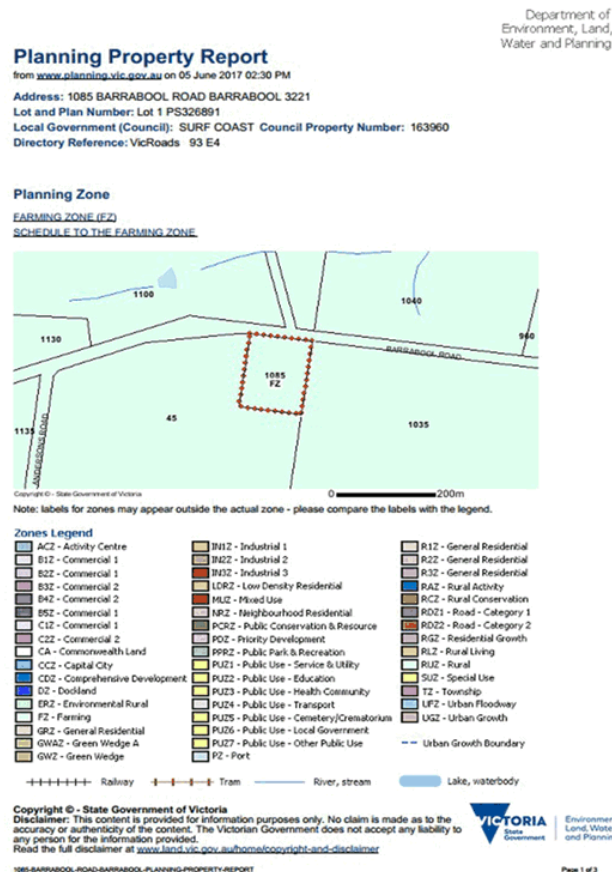 Department of
Environment, Land,
Water and Planning
Planning Property Report
from www.planning.vic.gov.au on 05 June 2017 02:30 PM
Address: 1085 BARRABOOL ROAD BARRABOOL 3221
Lot and Plan Number: Lot 1 PS326891
Local Government (Council): SURF COAST Council Property Number: 163960
Directory Reference: VicRoads 93 E4
Planning Zone
FARMING ZONE (FZ)
SCHEDULE TO THE FARMING ZONE
1100
1040
1130
960
BARRABOOL ROAD
1085
FZ
45
1035
1135
ANDERSONS ROAD
Copyright © - State Government of Victoria
0 200m
Note: labels for zones may appear outside the actual zone - please compare the labels with the legend.
Zones Legend
ACZ - Activity Centre
B1Z - Commercial 1
B2Z - Commercial 1
B3Z - Commercial 2
B4Z - Commercial 2
B5Z - Commercial 1
C1Z - Commercial 1
C2Z - Commercial 2
CA - Commonwealth Land
CCZ - Capital City
CDZ - Comprehensive Development
DZ - Dockland
ERZ - Environmental Rural
FZ - Farming
GRZ - General Residential
GWAZ - Green Wedge A
GWZ - Green Wedge
IN1Z - Industrial 1
IN2Z - Industrial 2
IN3Z - Industrial 3
LDRZ - Low Density Residential
MUZ - Mixed Use
NRZ - Neighbourhood Residential
PCRZ - Public Conservation & Resource
PDZ - Priority Development
PPRZ - Public Park & Recreation
PUZ1 - Public Use - Service & Utility
PUZ2 - Public Use - Education
PUZ3 - Public Use - Health Community
PUZ4 - Public Use - Transport
PUZ5 - Public Use - Cemetery/Crematorium
PUZ6 - Public Use - Local Government
PUZ7 - Public Use - Other Public Use
PZ - Port
R1Z - General Residential
R2Z - General Residential
R3Z - General Residential
RAZ - Rural Activity
RCZ - Rural Conservation
RDZ1 - Road - Category 1
RDZ2 - Road - Category 2
RGZ - Residential Growth
RLZ - Rural Living
RUZ - Rural
SUZ - Special Use
TZ - Township
UFZ - Urban Floodway
UGZ - Urban Growth
Urban Growth Boundary
Railway Tram River, stream Lake, waterbody
Copyright © - State Government of Victoria
Disclaimer: This content is provided for information purposes only. No claim is made as to the
accuracy or authenticity of the content. The Victorian Government does not accept any liability to
any person for the information provided.
Read the full disclaimer at www.land.vic.gov.au/home/copyright-and-disclaimer
VICTORIA
State
Government
Environmen
Land, Wate
and Plannin
1085-BARRABOOL-ROAD-BARRABOOL-PLANNING-PROPERTY-REPORT
Page 1 of 3